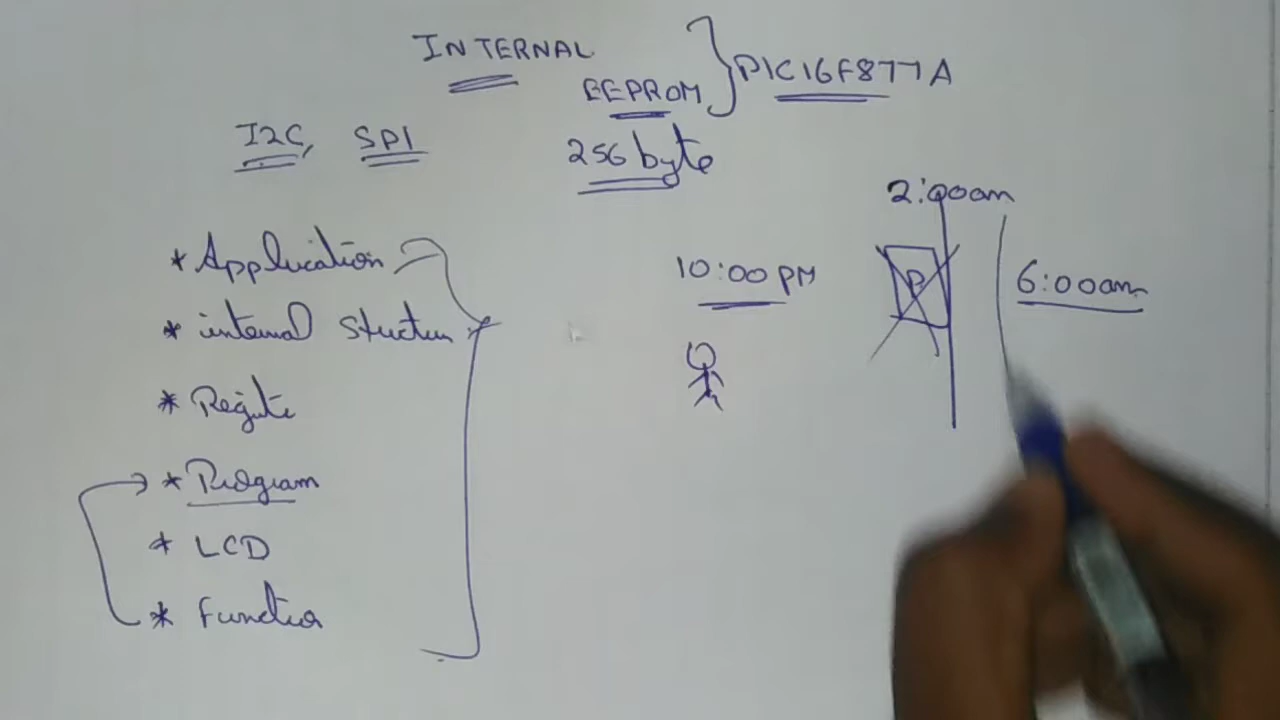 INTERNAL
EEPROM } PIC16F877A
I2C, SPI
256 byte
2:00am
10:00 PM
P
6:00am
* Application
* internal Structure
* Registe
* Program
* LCD
* Function